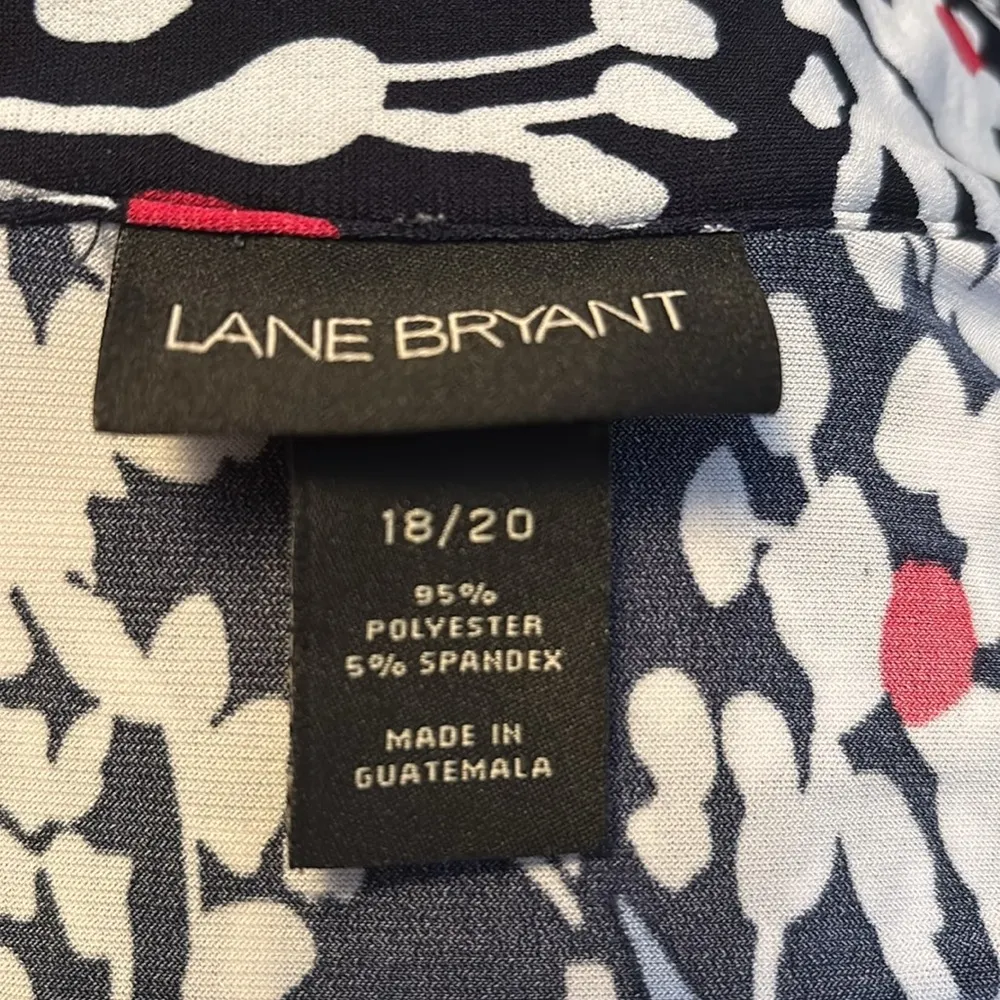 LANE BRYANT
18/20
95%
POLYESTER
5% SPANDEX
MADE IN
GUATEMALA